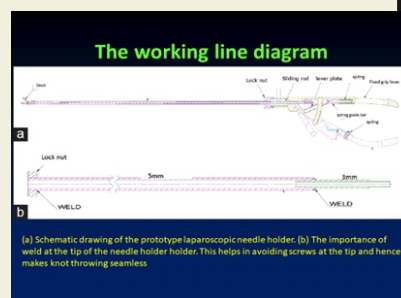 The working line diagram
Lock nut
Sliding rod
lever plate
spring
Fixed grip lever
spring guide bar
spring
a
Lock nut
5mm
3mm
WELD
WELD
b
(a) Schematic drawing of the prototype laparoscopic needle holder. (b) The importance of
weld at the tip of the needle holder holder. This helps in avoiding screws at the tip and hence
makes knot throwing seamless